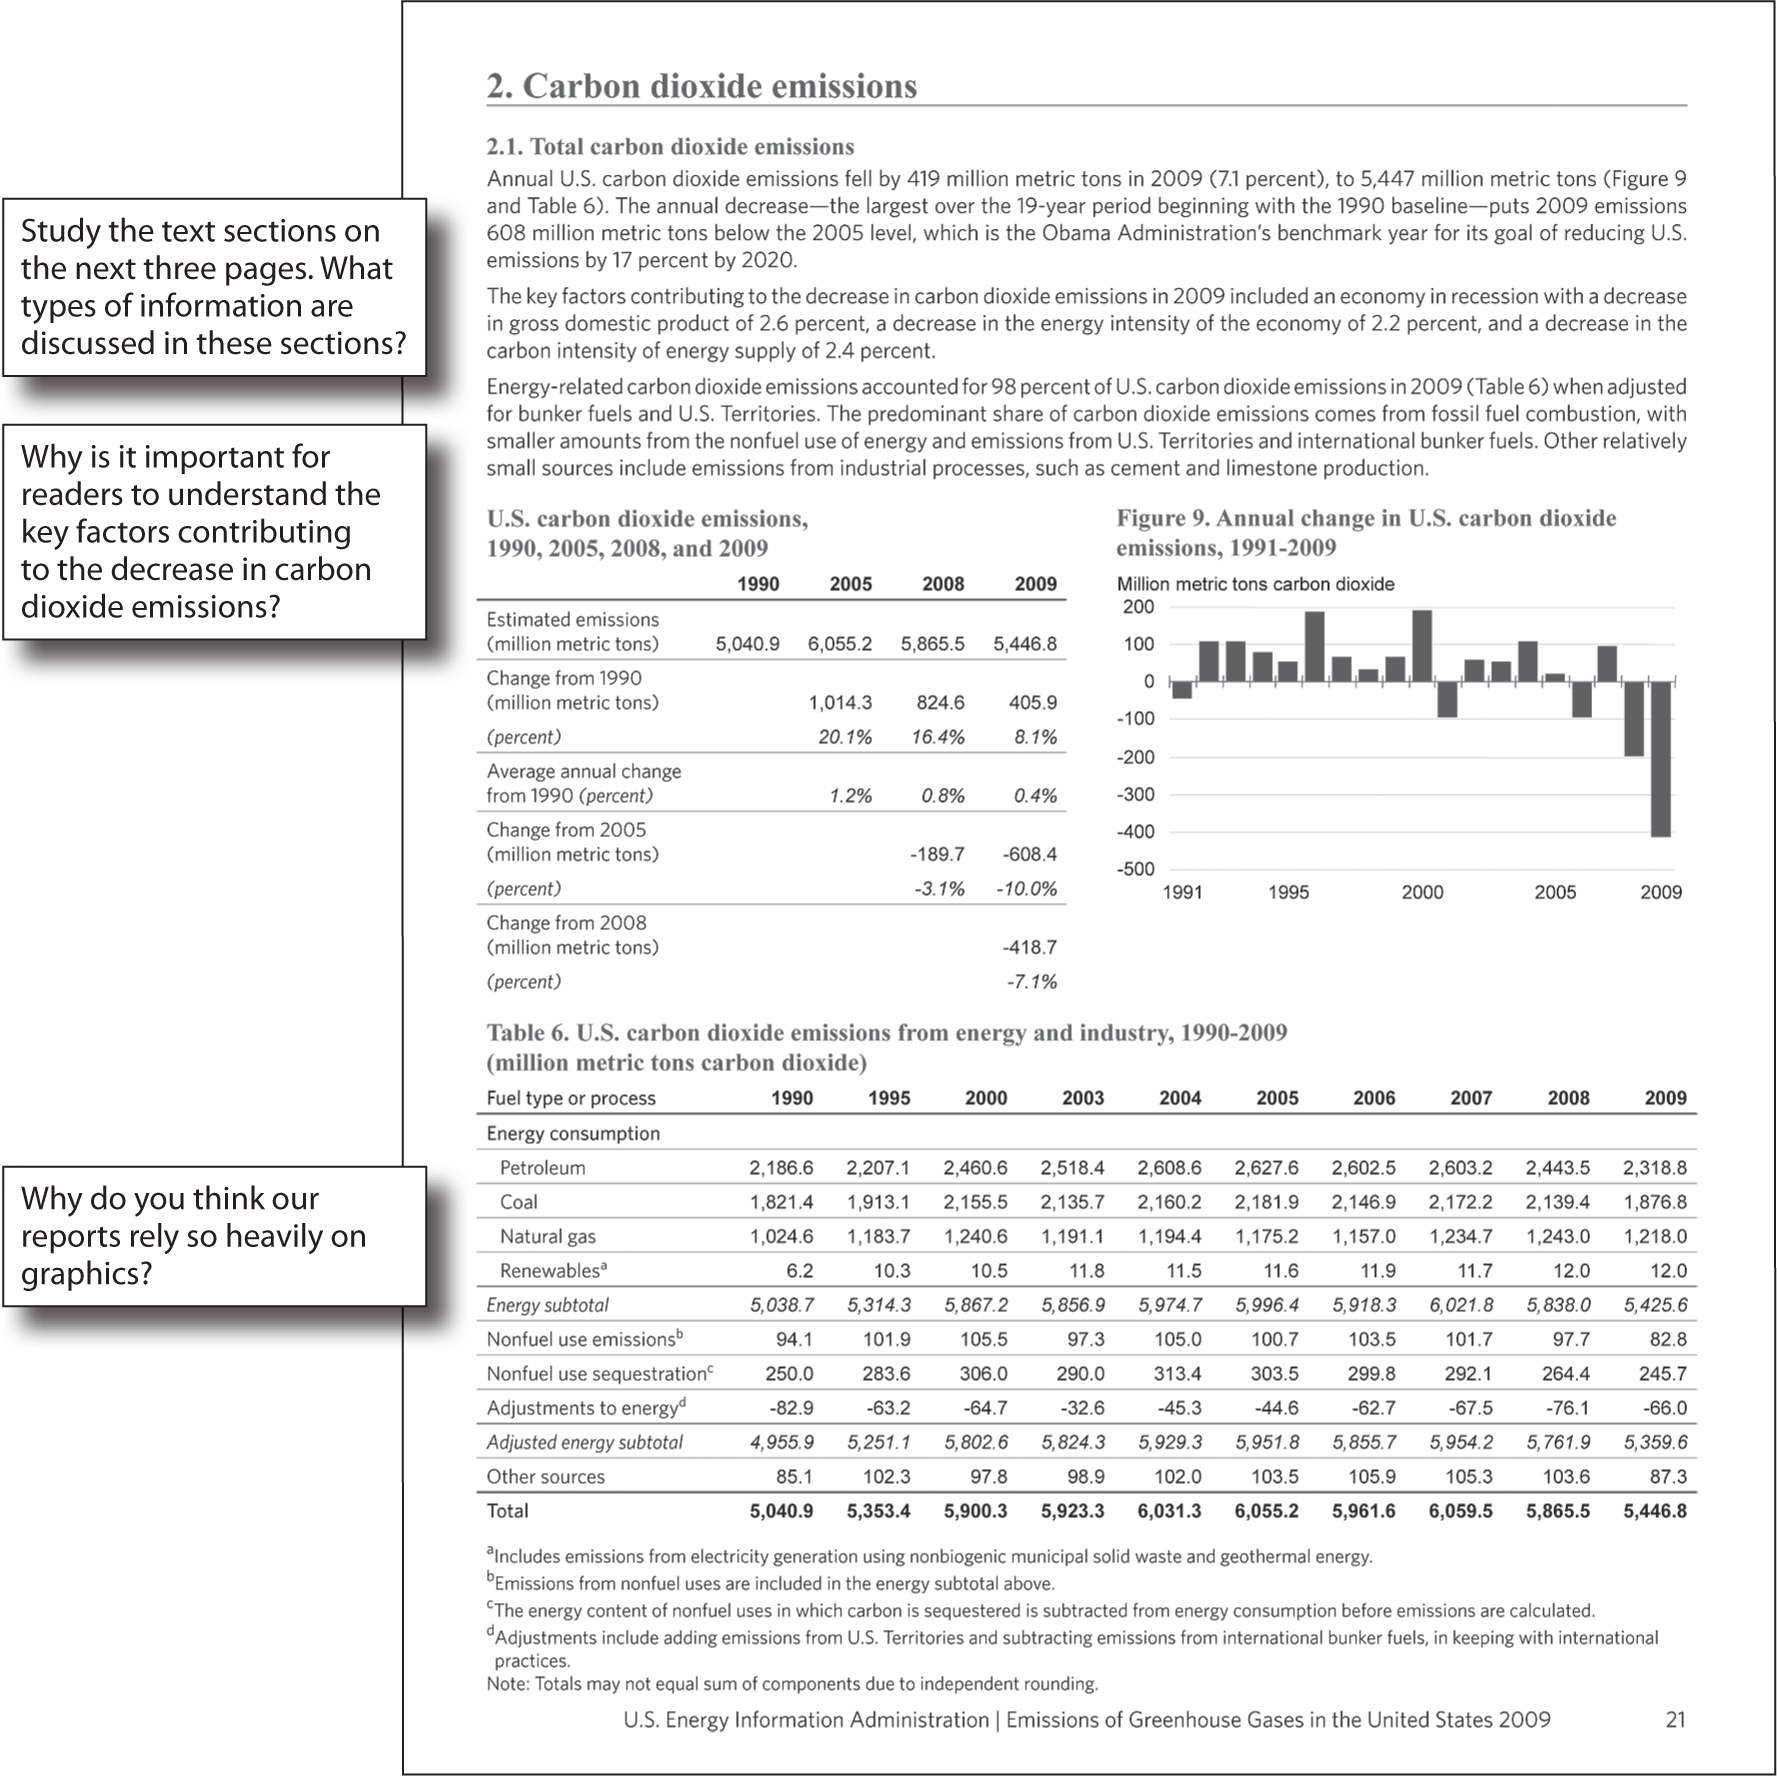 Study the text sections on
the next three pages. What
types of information are
discussed in these sections?
Why is it important for
readers to understand the
key factors contributing
to the decrease in carbon
dioxide emissions?
Why do you think our
reports rely so heavily on
graphics?
2. Carbon dioxide emissions
2.1. Total carbon dioxide emissions
Annual U.S. carbon dioxide emissions fell by 419 million metric tons in 2009 (7.1 percent), to 5,447 million metric tons (Figure 9
and Table 6). The annual decrease—the largest over the 19-year period beginning with the 1990 baseline—puts 2009 emissions
608 million metric tons below the 2005 level, which is the Obama Administration's benchmark year for its goal of reducing U.S.
emissions by 17 percent by 2020.
The key factors contributing to the decrease in carbon dioxide emissions in 2009 included an economy in recession with a decrease
in gross domestic product of 2.6 percent, a decrease in the energy intensity of the economy of 2.2 percent, and a decrease in the
carbon intensity of energy supply of 2.4 percent.
Energy-related carbon dioxide emissions accounted for 98 percent of U.S. carbon dioxide emissions in 2009 (Table 6) when adjusted
for bunker fuels and U.S. Territories. The predominant share of carbon dioxide emissions comes from fossil fuel combustion, with
smaller amounts from the nonfuel use of energy and emissions from U.S. Territories and international bunker fuels. Other relatively
small sources include emissions from industrial processes, such as cement and limestone production.
U.S. carbon dioxide emissions,
1990, 2005, 2008, and 2009
1990 2005 2008 2009
Estimated emissions
(million metric tons) 5,040.9 6,055.2 5,865.5 5,446.8
Change from 1990
(million metric tons) 1,014.3 824.6 405.9
(percent) 20.1% 16.4% 8.1%
Average annual change
from 1990 (percent) 1.2% 0.8% 0.4%
Change from 2005
(million metric tons) -189.7 -608.4
(percent) -3.1% -10.0%
Change from 2008
(million metric tons) -418.7
(percent) -7.1%
Figure 9. Annual change in U.S. carbon dioxide
emissions, 1991-2009
Million metric tons carbon dioxide
200
100
0
-100
-200
-300
-400
-500
1991 1995 2000 2005 2009
Table 6. U.S. carbon dioxide emissions from energy and industry, 1990-2009
(million metric tons carbon dioxide)
Fuel type or process 1990 1995 2000 2003 2004 2005 2006 2007 2008 2009
Energy consumption
Petroleum 2,186.6 2,207.1 2,460.6 2,518.4 2,608.6 2,627.6 2,602.5 2,603.2 2,443.5 2,318.8
Coal 1,821.4 1,913.1 2,155.5 2,135.7 2,160.2 2,181.9 2,146.9 2,172.2 2,139.4 1,876.8
Natural gas 1,024.6 1,183.7 1,240.6 1,191.1 1,194.4 1,175.2 1,157.0 1,234.7 1,243.0 1,218.0
Renewablesa 6.2 10.3 10.5 11.8 11.5 11.6 11.9 11.7 12.0 12.0
Energy subtotal 5,038.7 5,314.3 5,867.2 5,856.9 5,974.7 5,996.4 5,918.3 6,021.8 5,838.0 5,425.6
Nonfuel use emissionsb 94.1 101.9 105.5 97.3 105.0 100.7 103.5 101.7 97.7 82.8
Nonfuel use sequestrationc 250.0 283.6 306.0 290.0 313.4 303.5 299.8 292.1 264.4 245.7
Adjustments to energyd -82.9 -63.2 -64.7 -32.6 -45.3 -44.6 -62.7 -67.5 -76.1 -66.0
Adjusted energy subtotal 4,955.9 5,251.1 5,802.6 5,824.3 5,929.3 5,951.8 5,855.7 5,954.2 5,761.9 5,359.6
Other sources 85.1 102.3 97.8 98.9 102.0 103.5 105.9 105.3 103.6 87.3
Total 5,040.9 5,353.4 5,900.3 5,923.3 6,031.3 6,055.2 5,961.6 6,059.5 5,865.5 5,446.8
aIncludes emissions from electricity generation using nonbiogenic municipal solid waste and geothermal energy.
bEmissions from nonfuel uses are included in the energy subtotal above.
cThe energy content of nonfuel uses in which carbon is sequestered is subtracted from energy consumption before emissions are calculated.
dAdjustments include adding emissions from U.S. Territories and subtracting emissions from international bunker fuels, in keeping with international
practices.
Note: Totals may not equal sum of components due to independent rounding.
U.S. Energy Information Administration | Emissions of Greenhouse Gases in the United States 2009 21